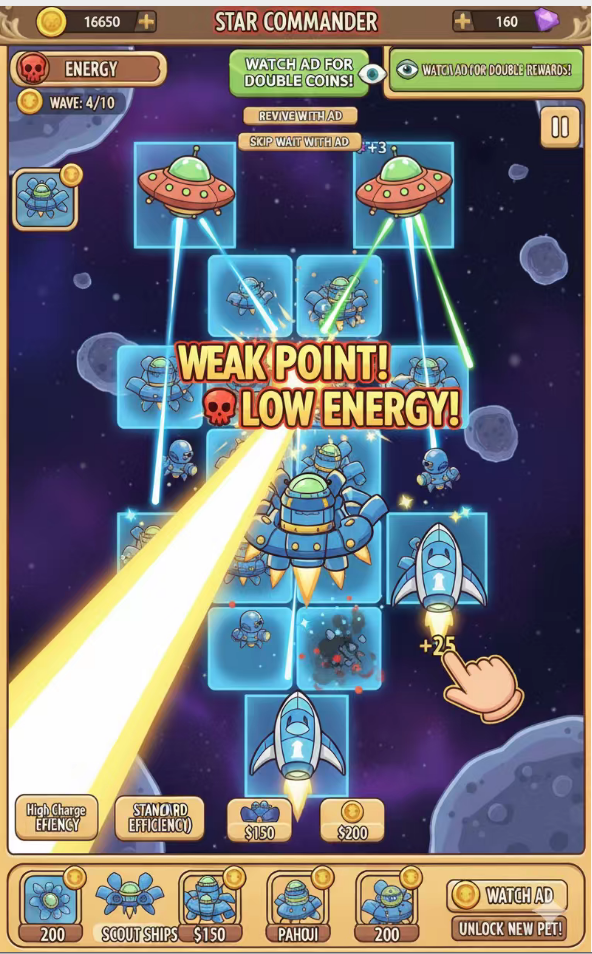 16650
STAR COMMANDER
160
ENERGY
WAVE: 4/10
WATCH AD FOR
DOUBLE COINS!
WATCH AD FOR DOUBLE REWARDS!
REVIVE WITH AD
SKIP WAIT WITH AD
+3
WEAK POINT!
LOW ENERGY!
+25
High Charge
EFIENCY
EFFICIENCY)
$150
$200
200
SCOUT SHIPS
$150
PAHOJI
200
WATCH AD
UNLOCK NEW PET!